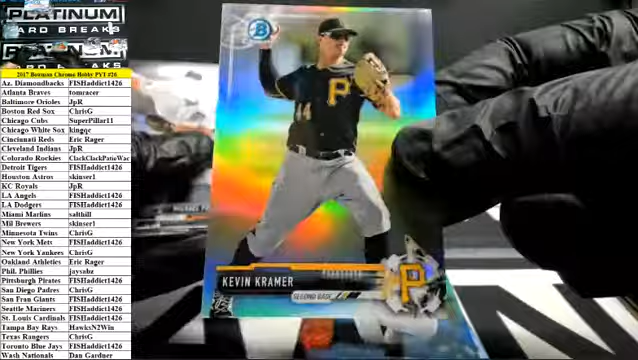 PLATINUM
CARD BREAKS
PLATINUM
2017 Bowman Chrome Hobby PYT #26
Az. Diamondbacks FISHaddict1426
Atlanta Braves tomracer
Baltimore Orioles JpR
Boston Red Sox ChrisG
Chicago Cubs SuperPillar11
Chicago White Sox kingqc
Cincinnati Reds Eric Rager
Cleveland Indians JpR
Colorado Rockies ClackClackPatioWac
Detroit Tigers FISHaddict1426
Houston Astros skinser1
KC Royals JpR
LA Angels FISHaddict1426
LA Dodgers FISHaddict1426
Miami Marlins salthill
Mil Brewers skinser1
Minnesota Twins ChrisG
New York Mets FISHaddict1426
New York Yankees ChrisG
Oakland Athletics Eric Rager
Phil. Phillies jaysabz
Pittsburgh Pirates FISHaddict1426
San Diego Padres ChrisG
San Fran Giants FISHaddict1426
Seattle Mariners FISHaddict1426
St. Louis Cardinals FISHaddict1426
Tampa Bay Rays HawksN2Win
Texas Rangers ChrisG
Toronto Blue Jays FISHaddict1426
Wash Nationals Dan Gardner
B
P
44
KEVIN KRAMER
SECOND BASE
P